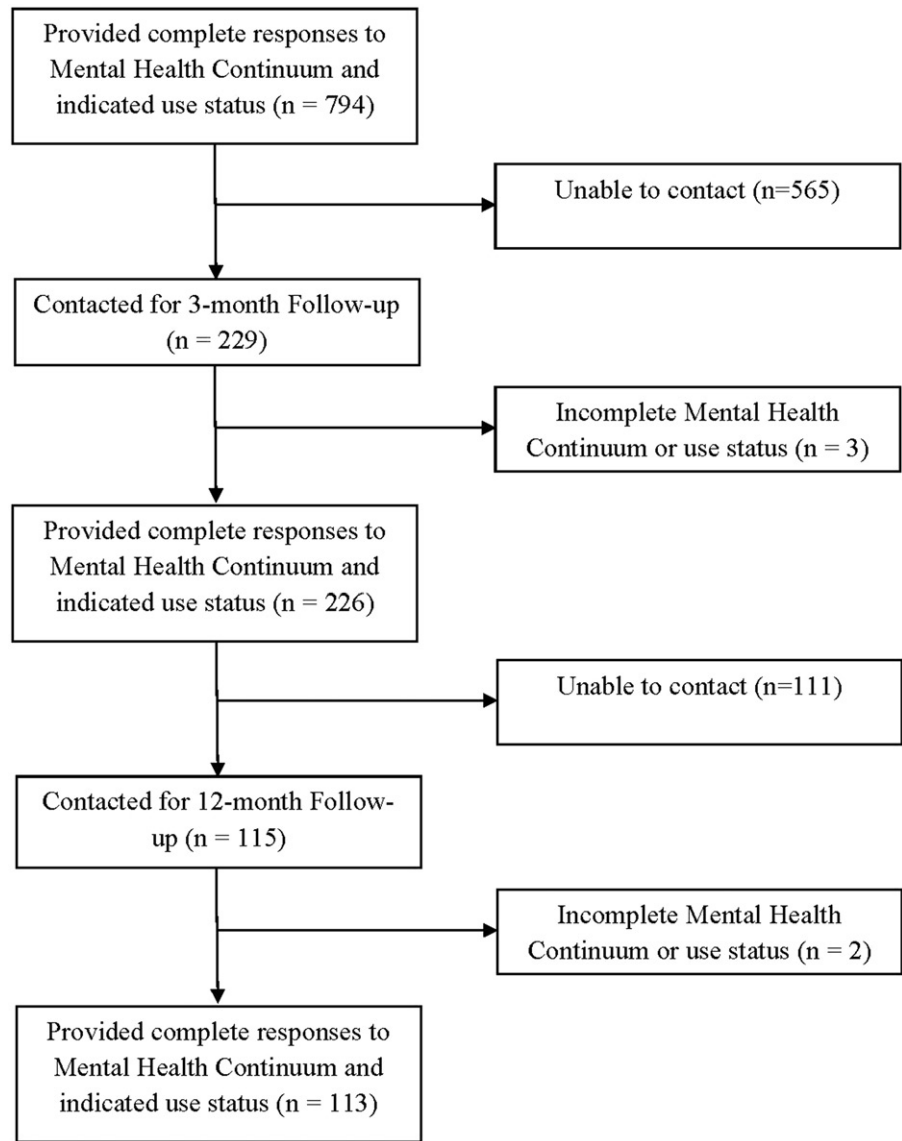 Provided complete responses to
Mental Health Continuum and
indicated use status (n = 794)
Unable to contact (n=565)
Contacted for 3-month Follow-up
(n = 229)
Incomplete Mental Health
Continuum or use status (n = 3)
Provided complete responses to
Mental Health Continuum and
indicated use status (n = 226)
Unable to contact (n=111)
Contacted for 12-month Follow-
up (n = 115)
Incomplete Mental Health
Continuum or use status (n = 2)
Provided complete responses to
Mental Health Continuum and
indicated use status (n = 113)